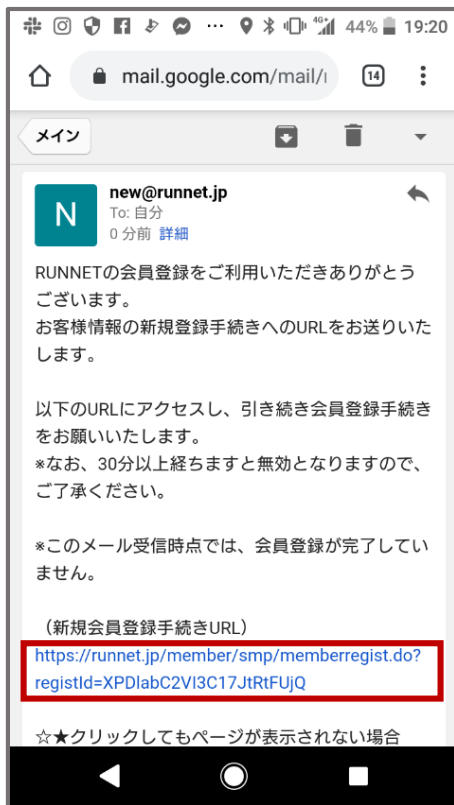 44% 19:20
mail.google.com/mail/ 14
メイン
N
new@runnet.jp
To: 自分
0 分前 詳細
RUNNETの会員登録をご利用いただきありがとう
ございます。
お客様情報の新規登録手続きへのURLをお送りいた
します。
以下のURLにアクセスし、引き続き会員登録手続き
をお願いいたします。
*なお、30分以上経ちますと無効となりますので、
ご了承ください。
*このメール受信時点では、会員登録が完了してい
ません。
（新規会員登録手続きURL）
https://runnet.jp/member/smp/memberregist.do?
registId=XPDlabC2VI3C17JtRtFUjQ
☆★クリックしてもページが表示されない場合